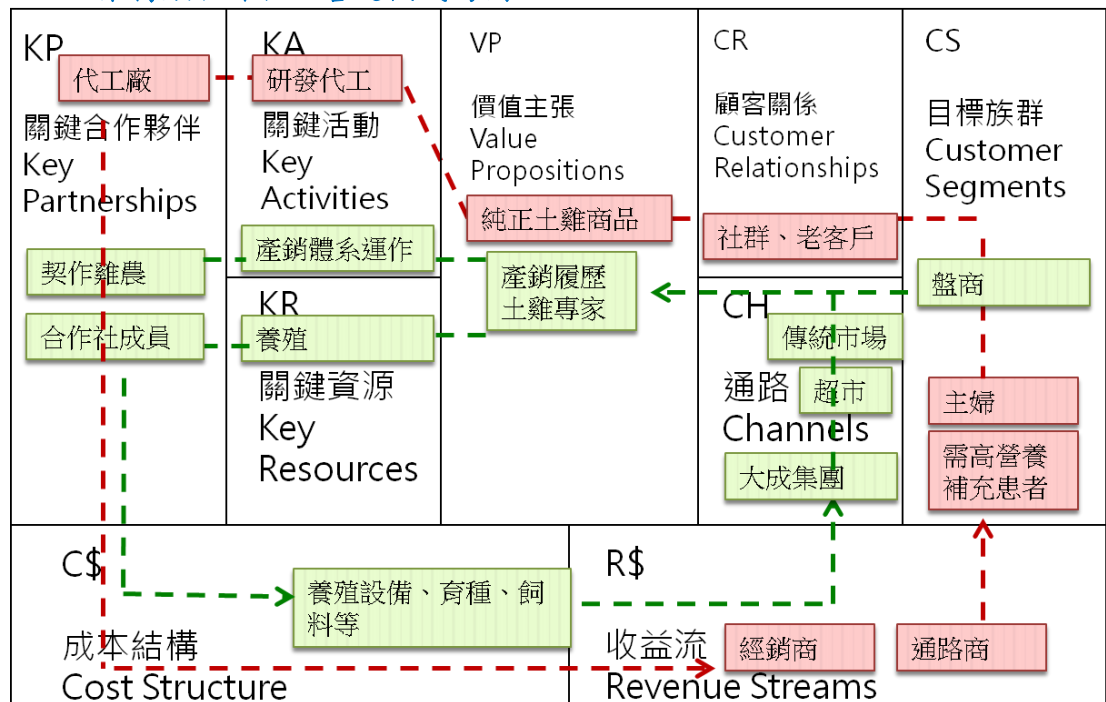 KP
代工廠
關鍵合作夥伴
Key
Partnerships
契作雞農
合作社成員
KA
研發代工
關鍵活動
Key
Activities
產銷體系運作
KR
養殖
關鍵資源
Key
Resources
VP
價值主張
Value
Propositions
純正土雞商品
產銷履歷
土雞專家
CR
顧客關係
Customer
Relationships
社群、老客戶
CH
傳統市場
通路
超市
Channels
大成集團
CS
目標族群
Customer
Segments
盤商
主婦
需高營養
補充患者
C$
養殖設備、育種、飼
料等
成本結構
Cost Structure
R$
收益流
經銷商
通路商
Revenue Streams